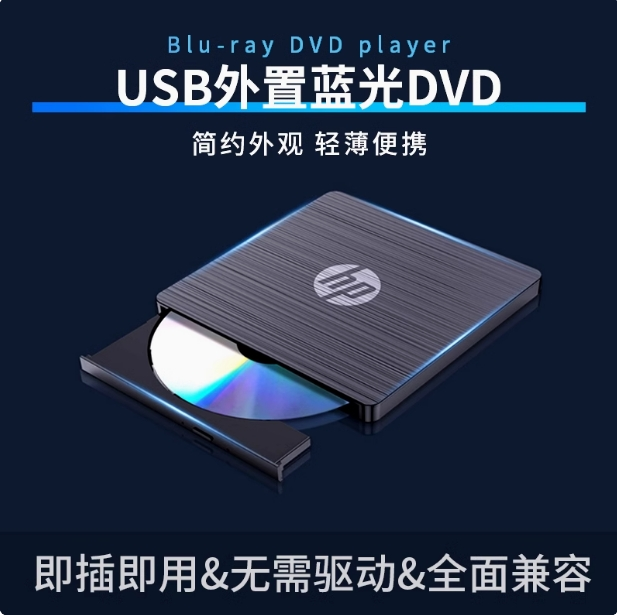 Blu-ray DVD player
USB外置蓝光DVD
简约外观 轻薄便携
hp
即插即用&无需驱动&全面兼容